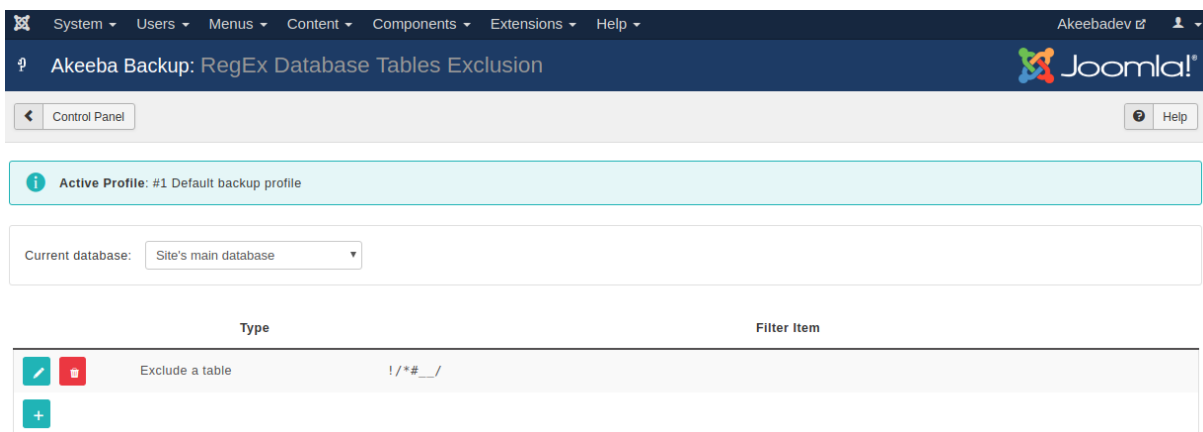 System Users Menus Content Components Extensions Help Akeebadev
Akeeba Backup: RegEx Database Tables Exclusion Joomla!®
Control Panel Help
Active Profile: #1 Default backup profile
Current database: Site's main database
Type Filter Item
Exclude a table !/*#__/